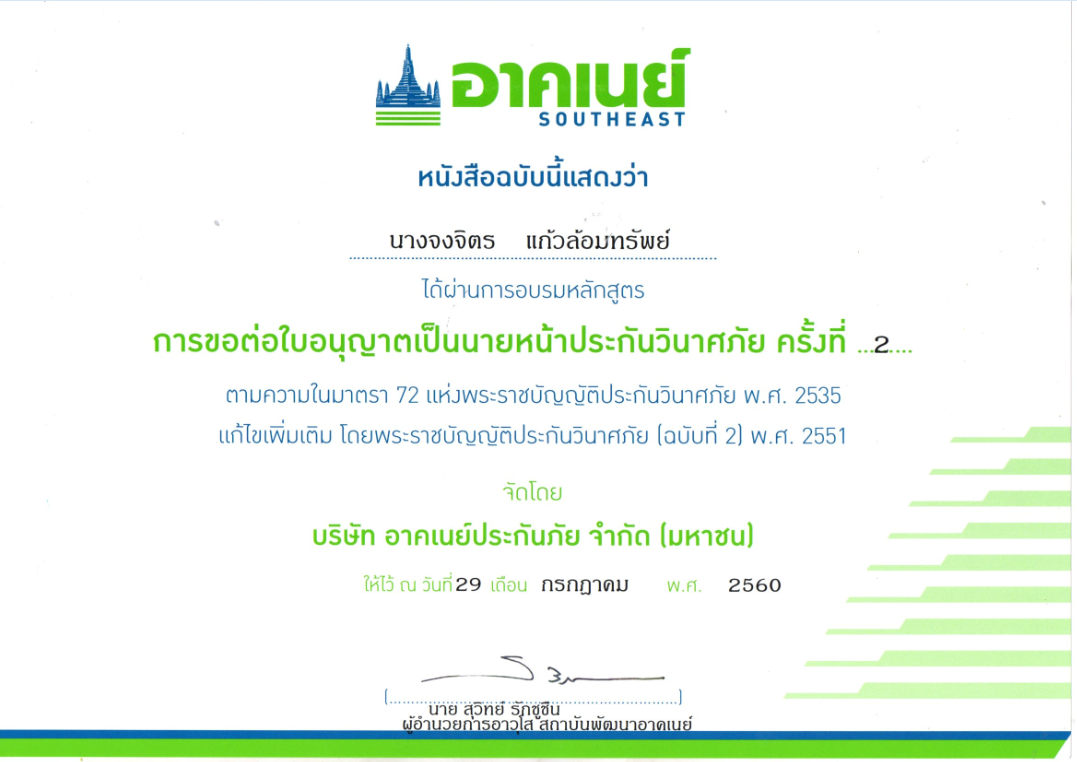 อาคเนย์
SOUTHEAST
หนังสือฉบับนี้แสดงว่า
นางจงจิตร แก้วล้อมทรัพย์
ได้ผ่านการอบรมหลักสูตร
การขอต่อใบอนุญาตเป็นนายหน้าประกันวินาศภัย ครั้งที่ ...2....
ตามความในมาตรา 72 แห่งพระราชบัญญัติประกันวินาศภัย พ.ศ. 2535
แก้ไขเพิ่มเติม โดยพระราชบัญญัติประกันวินาศภัย (ฉบับที่ 2) พ.ศ. 2551
จัดโดย
บริษัท อาคเนย์ประกันภัย จำกัด (มหาชน)
ให้ไว้ ณ วันที่ 29 เดือน กรกฎาคม พ.ศ. 2560
นาย สุวิทย์ รักชูชื่น
ผู้อำนวยการอาวุโส สถาบันพัฒนาอาคเนย์